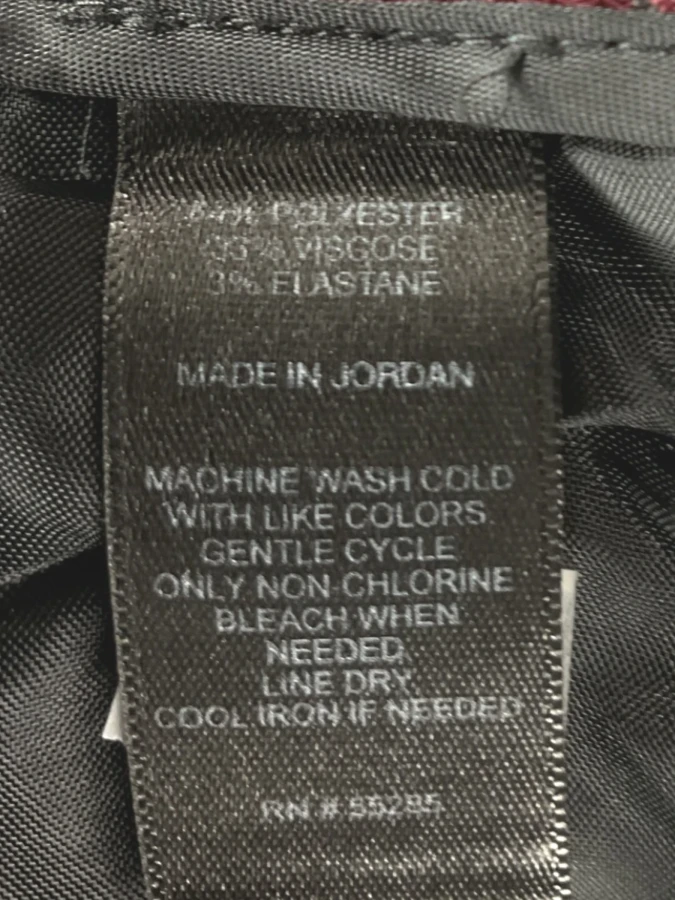 64% POLYESTER
33% VISCOSE
3% ELASTANE
MADE IN JORDAN
MACHINE WASH COLD
WITH LIKE COLORS
GENTLE CYCLE
ONLY NON-CHLORINE
BLEACH WHEN
NEEDED.
LINE DRY.
COOL IRON IF NEEDED
RN # 55285